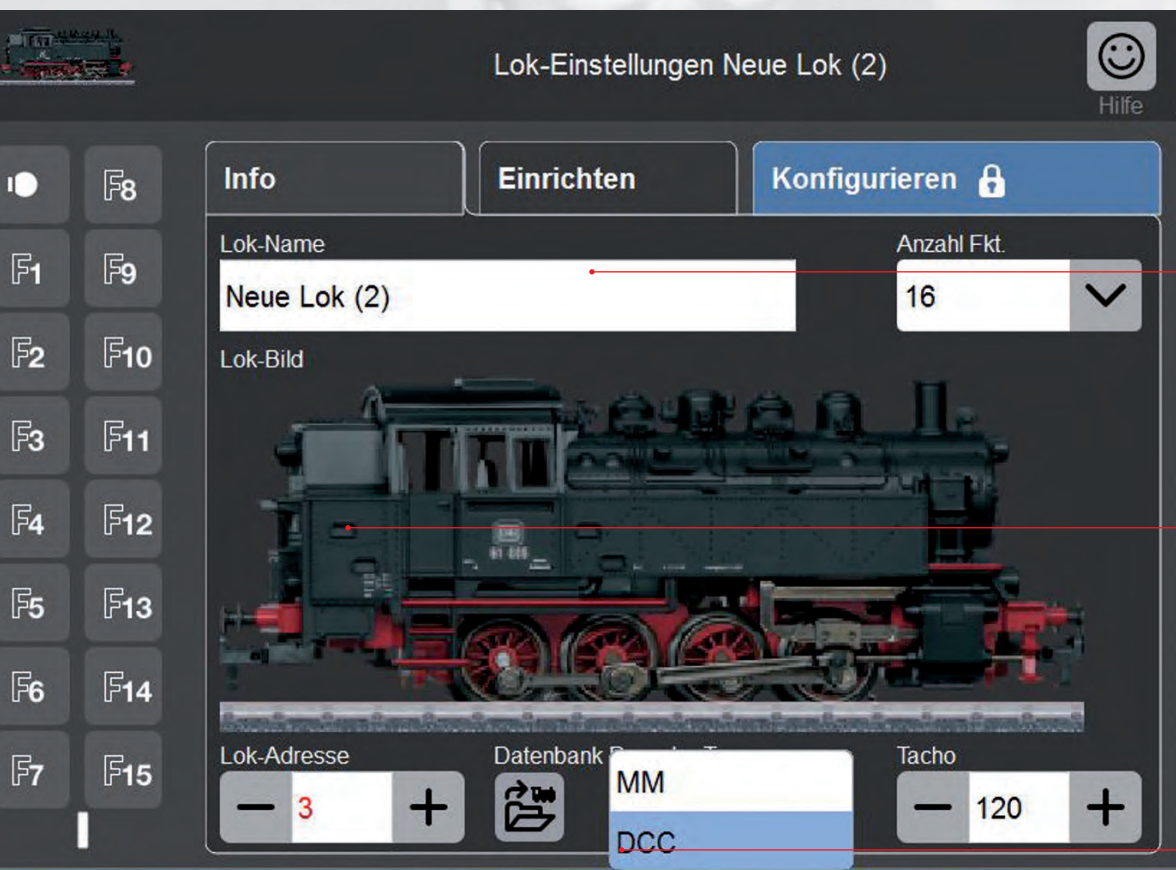 Lok-Einstellungen Neue Lok (2)
Hilfe
Info
Einrichten
Konfigurieren
Lok-Name
Anzahl Fkt.
Neue Lok (2)
16
Lok-Bild
F8
F1
F9
F2
F10
F3
F11
F4
F12
F5
F13
F6
F14
F7
F15
Lok-Adresse
Datenbank
Tacho
3
MM
DCC
120